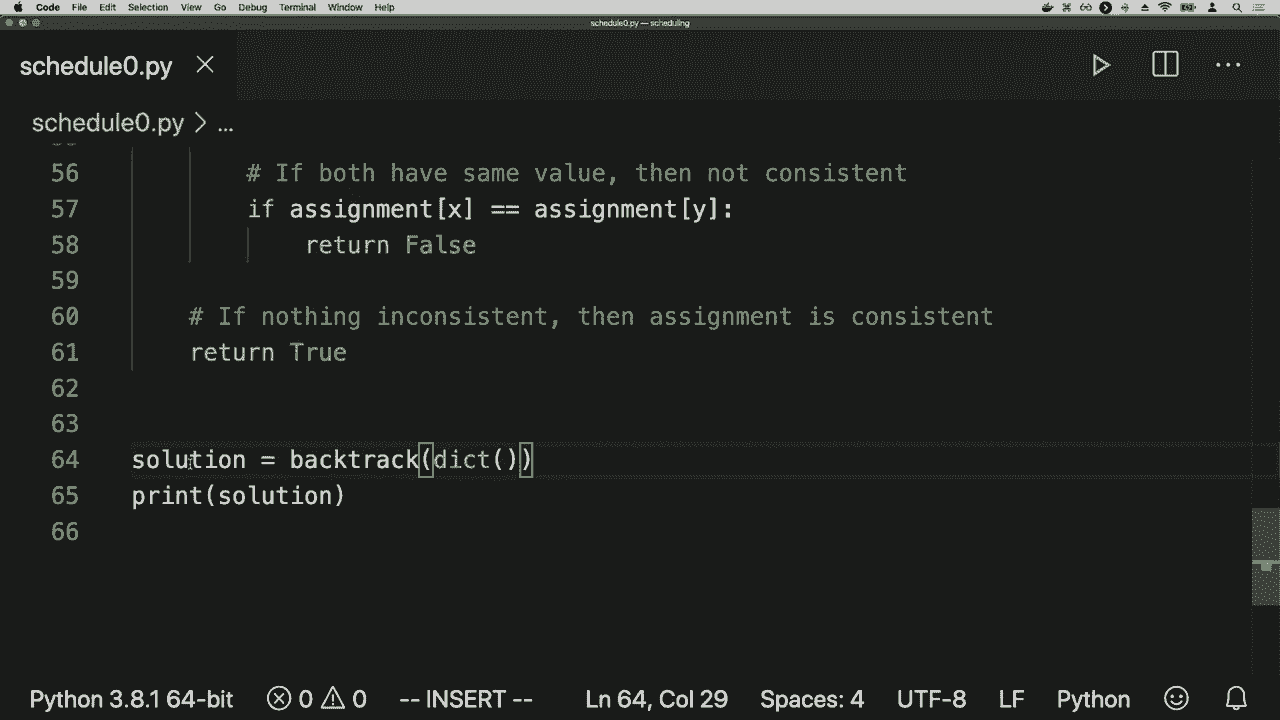 Code File Edit Selection View Go Debug Terminal Window Help
schedule0.py — scheduling
schedule0.py
schedule0.py > ...
56 # If both have same value, then not consistent
57 if assignment[x] == assignment[y]:
58 return False
59
60 # If nothing inconsistent, then assignment is consistent
61 return True
62
63
64 solution = backtrack(dict())
65 print(solution)
66
Python 3.8.1 64-bit 0 0 -- INSERT -- Ln 64, Col 29 Spaces: 4 UTF-8 LF Python